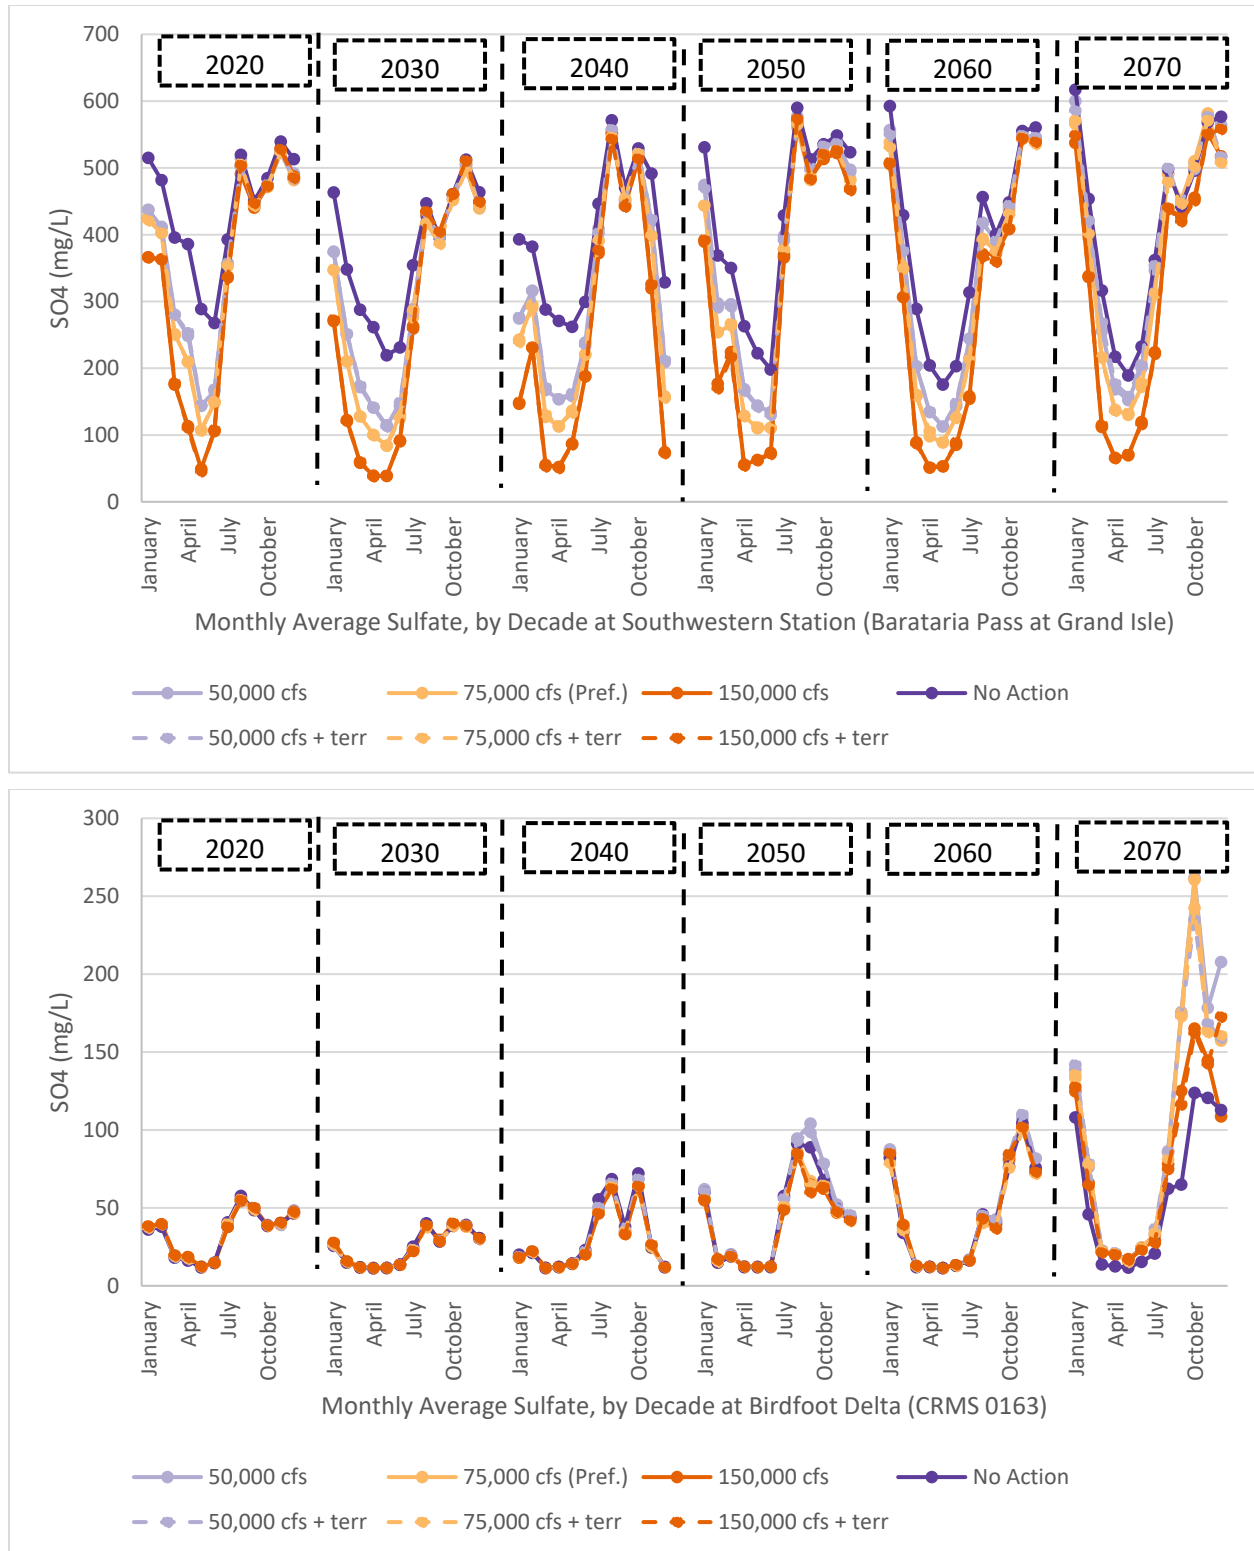 700
600
500
400
300
200
100
0
SO4 (mg/L)
2020
2030
2040
2050
2060
2070
January
April
July
October
January
April
July
October
January
April
July
October
January
April
July
October
January
April
July
October
January
April
July
October
Monthly Average Sulfate, by Decade at Southwestern Station (Barataria Pass at Grand Isle)
50,000 cfs
75,000 cfs (Pref.)
150,000 cfs
No Action
50,000 cfs + terr
75,000 cfs + terr
150,000 cfs + terr
300
250
200
150
100
50
0
SO4 (mg/L)
2020
2030
2040
2050
2060
2070
January
April
July
October
January
April
July
October
January
April
July
October
January
April
July
October
January
April
July
October
January
April
July
October
Monthly Average Sulfate, by Decade at Birdfoot Delta (CRMS 0163)
50,000 cfs
75,000 cfs (Pref.)
150,000 cfs
No Action
50,000 cfs + terr
75,000 cfs + terr
150,000 cfs + terr